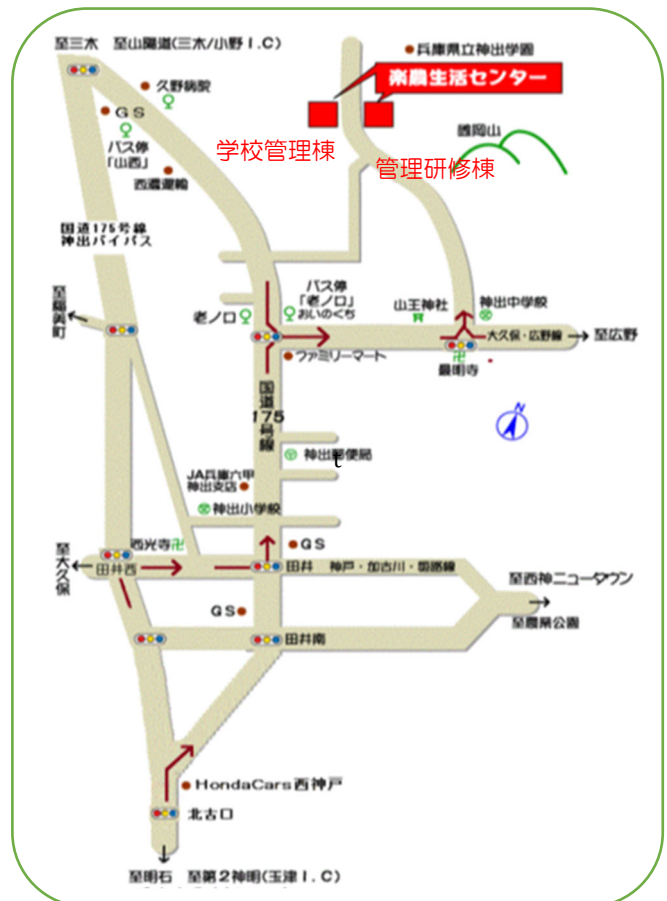 至三木 至山陽道(三木/小野I.C)
兵庫県立神出学園
楽農生活センター
久野病院
GS
バス停
「山西」
西濃運輸
学校管理棟
管理研修棟
雌岡山
国道175号線
神出バイパス
至稲美町
老ノ口
バス停
「老ノ口」
おいのくち
山王神社
神出中学校
大久保・広野線
至広野
最明寺
ファミリーマート
国道
175
号線
N
神出郵便局
t
JA兵庫六甲
神出支店
神出小学校
西光寺
GS
至大久保
田井西
田井
神戸・加古川・姫路線
至西神ニュータウン
至農業公園
GS
田井南
HondaCars西神戸
北古口
至明石 至第2神明(玉津I.C)